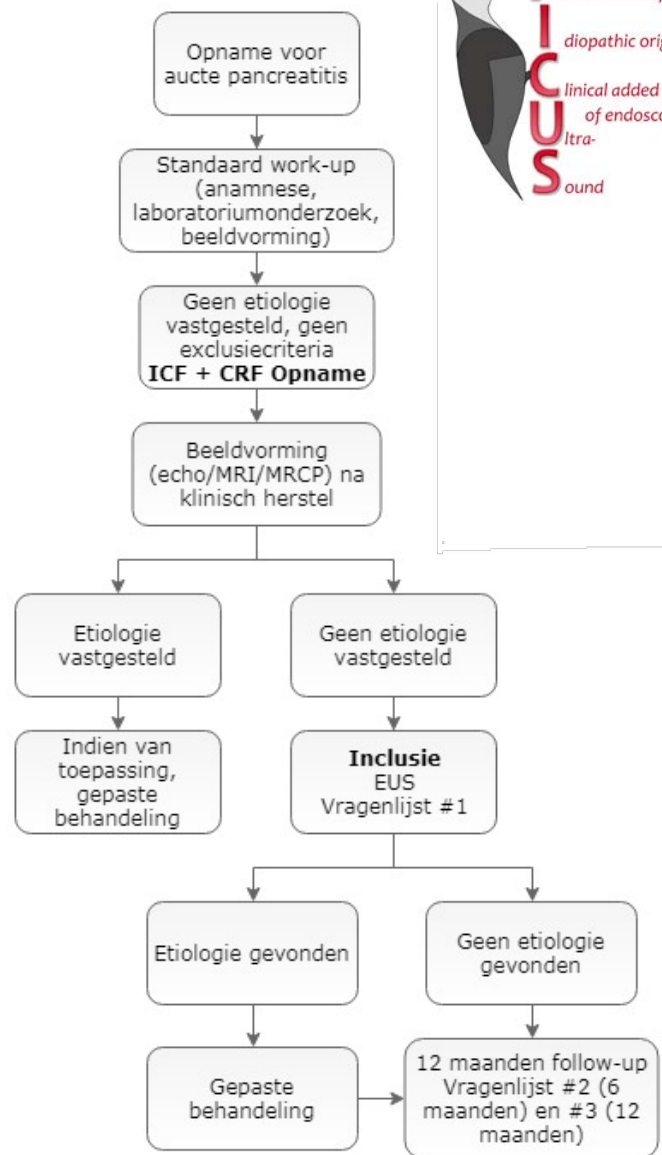 I diopathic
C linical added
of endosc
U ltra-
S ound
Opname voor
aucte pancreatitis
Standaard work-up
(anamnese,
laboratoriumonderzoek,
beeldvorming)
Geen etiologie
vastgesteld, geen
exclusiecriteria
ICF + CRF Opname
Beeldvorming
(echo/MRI/MRCP) na
klinisch herstel
Etiologie
vastgesteld
Geen etiologie
vastgesteld
Indien van
toepassing,
gepaste
behandeling
Inclusie
EUS
Vragenlijst #1
Etiologie gevonden
Geen etiologie
gevonden
Gepaste
behandeling
12 maanden follow-up
Vragenlijst #2 (6
maanden) en #3 (12
maanden)